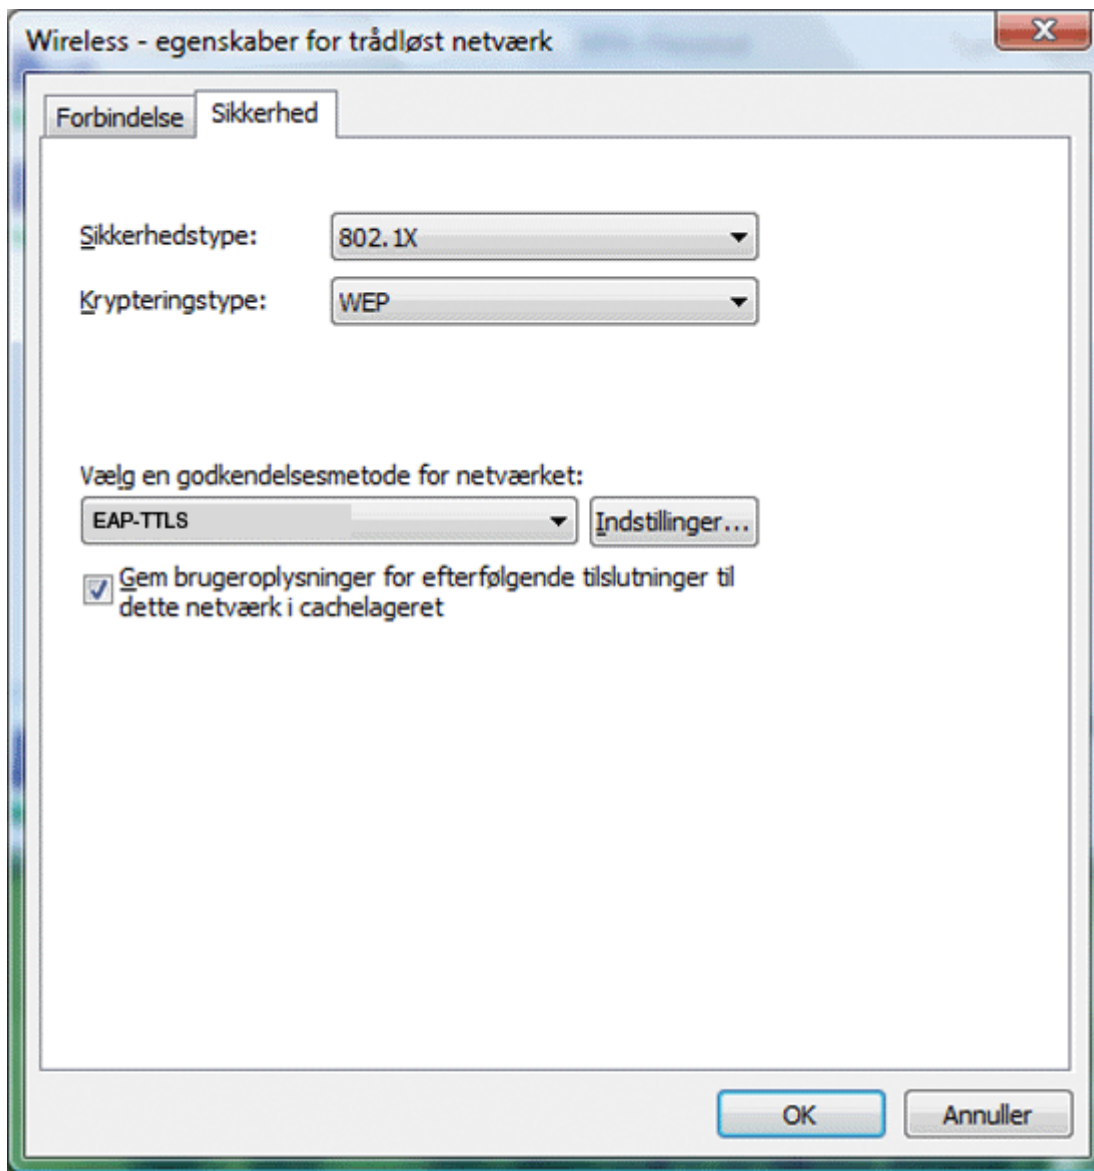 Wireless - egenskaber for trådløst netværk
Forbindelse
Sikkerhed
Sikkerhedstype:
802.1X
Krypteringstype:
WEP
Vælg en godkendelsesmetode for netværket:
EAP-TTLS
Indstillinger...
Gem brugeroplysninger for efterfølgende tilslutninger til
dette netværk i cachelageret
OK
Annuller